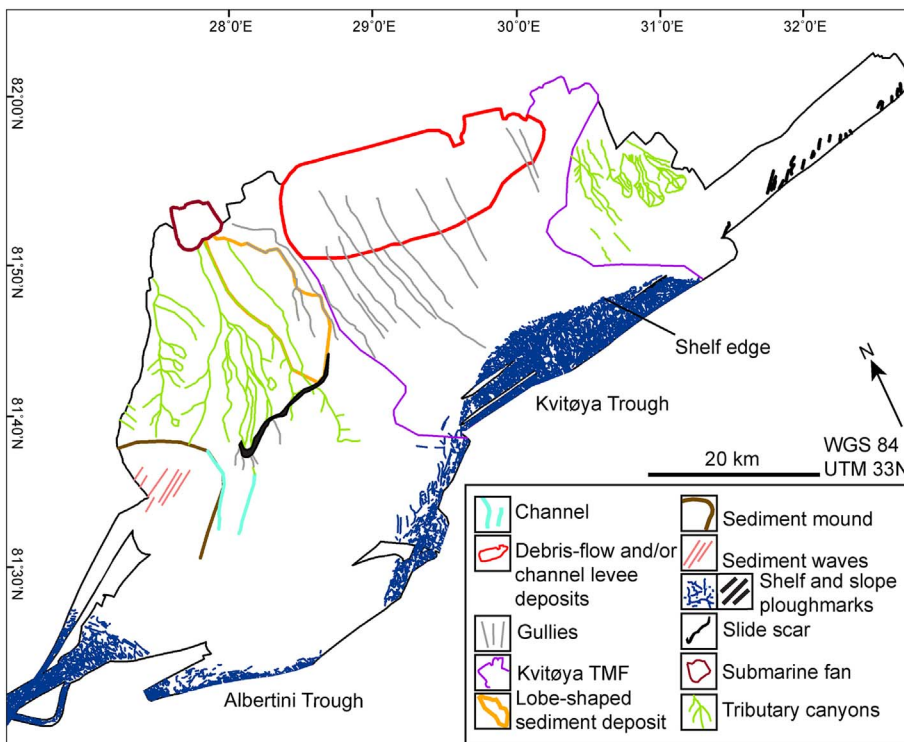 28°0´E 29°0´E 30°0´E 31°0´E 32°0´E
82°00´N
81°50´N
81°40´N
81°30´N
Shelf edge
Kvitøya Trough
Albertini Trough
N
WGS 84
UTM 33N
20 km
Channel
Debris-flow and/or
channel levee
deposits
Gullies
Kvitøya TMF
Lobe-shaped
sediment deposit
Sediment mound
Sediment waves
Shelf and slope
ploughmarks
Slide scar
Submarine fan
Tributary canyons